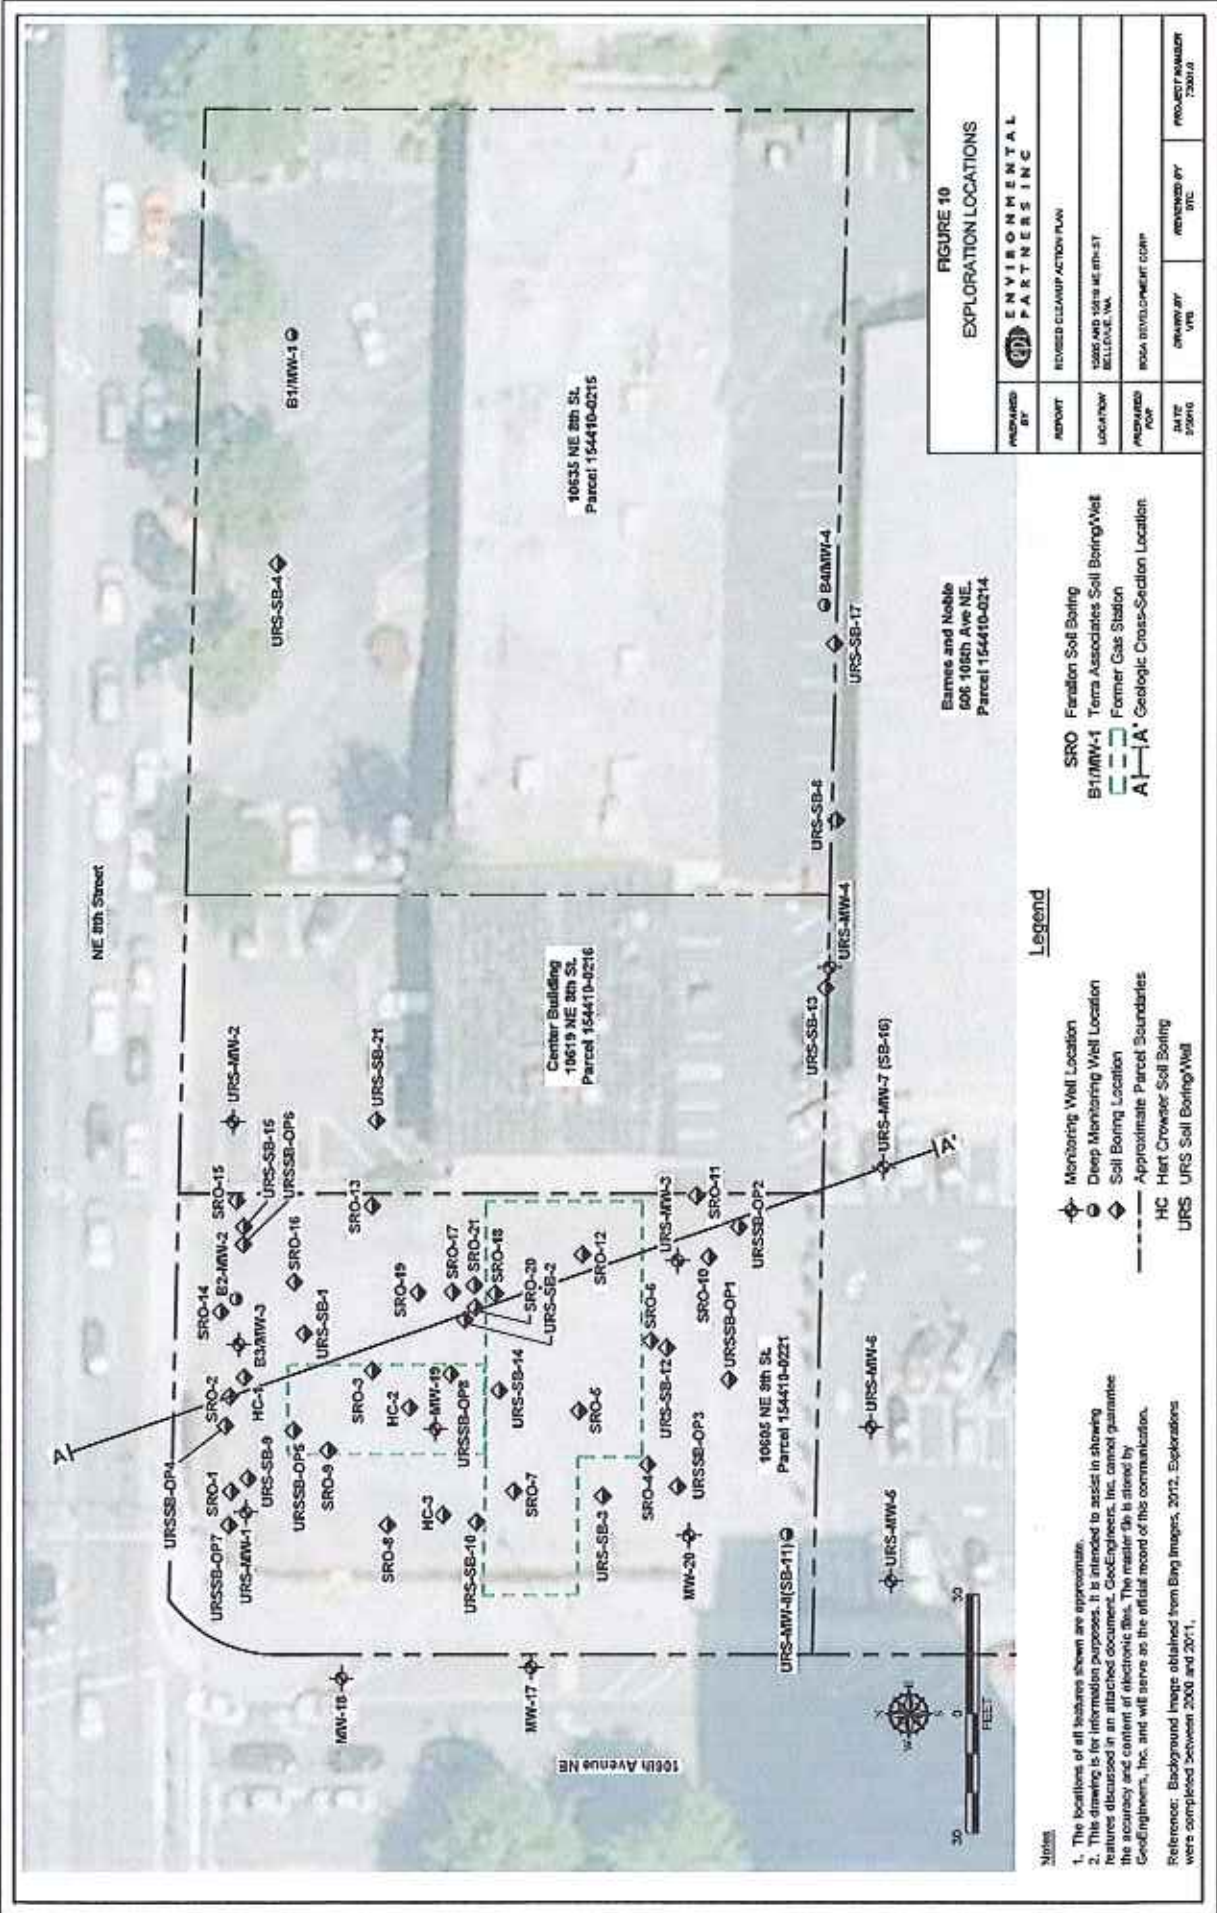 NE 8th Street
A
A'
URSSB-OP4
SRO-2
SRO-14
SRO-15
URS-MW-2
URSSB-OP7
SRO-1
HC-1
E2-MW-2
URS-SB-15
URSSB-OP6
URS-MW-1
URS-SB-9
B3/MW-3
SRO-16
URS-SB-1
URSSB-OP5
SRO-9
SRO-3
SRO-13
URS-SB-21
SRO-8
HC-2
SRO-19
MW-19
HC-3
URSSB-OP8
SRO-17
SRO-21
SRO-18
URS-SB-10
SRO-20
URS-SB-2
URS-SB-14
SRO-7
SRO-5
SRO-12
URS-SB-3
SRO-4
SRO-6
URS-SB-12
URS-MW-3
SRO-11
SRO-10
URSSB-OP2
URSSB-OP1
URSSB-OP3
MW-20
URS-MW-8(SB-11)
MW-18
MW-17
106th Avenue NE
10605 NE 8th St.
Parcel 154410-0221
Center Building
10619 NE 8th St.
Parcel 154410-0216
10635 NE 8th St.
Parcel 154410-0215
URS-SB-4
B1/MW-1
URS-SB-13
URS-MW-4
URS-SB-8
URS-SB-17
B4/MW-4
URS-MW-7 (SB-16)
URS-MW-6
URS-MW-5
Barnes and Noble
606 106th Ave NE.
Parcel 154410-0214
30
0
30
FEET
Legend
Monitoring Well Location
Deep Monitoring Well Location
Soil Boring Location
Approximate Parcel Boundaries
HC Hart Crowser Soil Boring
URS URS Soil Boring/Well
SRO Farallon Soil Boring
B1/MW-1 Terra Associates Soil Boring/Well
Former Gas Station
A A' Geologic Cross-Section Location
Notes
1. The locations of all features shown are approximate.
2. This drawing is for information purposes. It is intended to assist in showing
features discussed in an attached document. GeoEngineers, Inc. cannot guarantee
the accuracy and content of electronic files. The master file is stored by
GeoEngineers, Inc. and will serve as the official record of this communication.
Reference: Background image obtained from Bing Images, 2012. Explorations
were completed between 2000 and 2011.
FIGURE 10
EXPLORATION LOCATIONS
PREPARED BY
EPI ENVIRONMENTAL
PARTNERS INC
REPORT
REVISED CLEANUP ACTION PLAN
LOCATION
10605 AND 10619 NE 8TH ST
BELLEVUE, WA
PREPARED FOR
BOSA DEVELOPMENT CORP
DATE
DRAWN BY
VPB
REVIEWED BY
DTC
PROJECT NUMBER